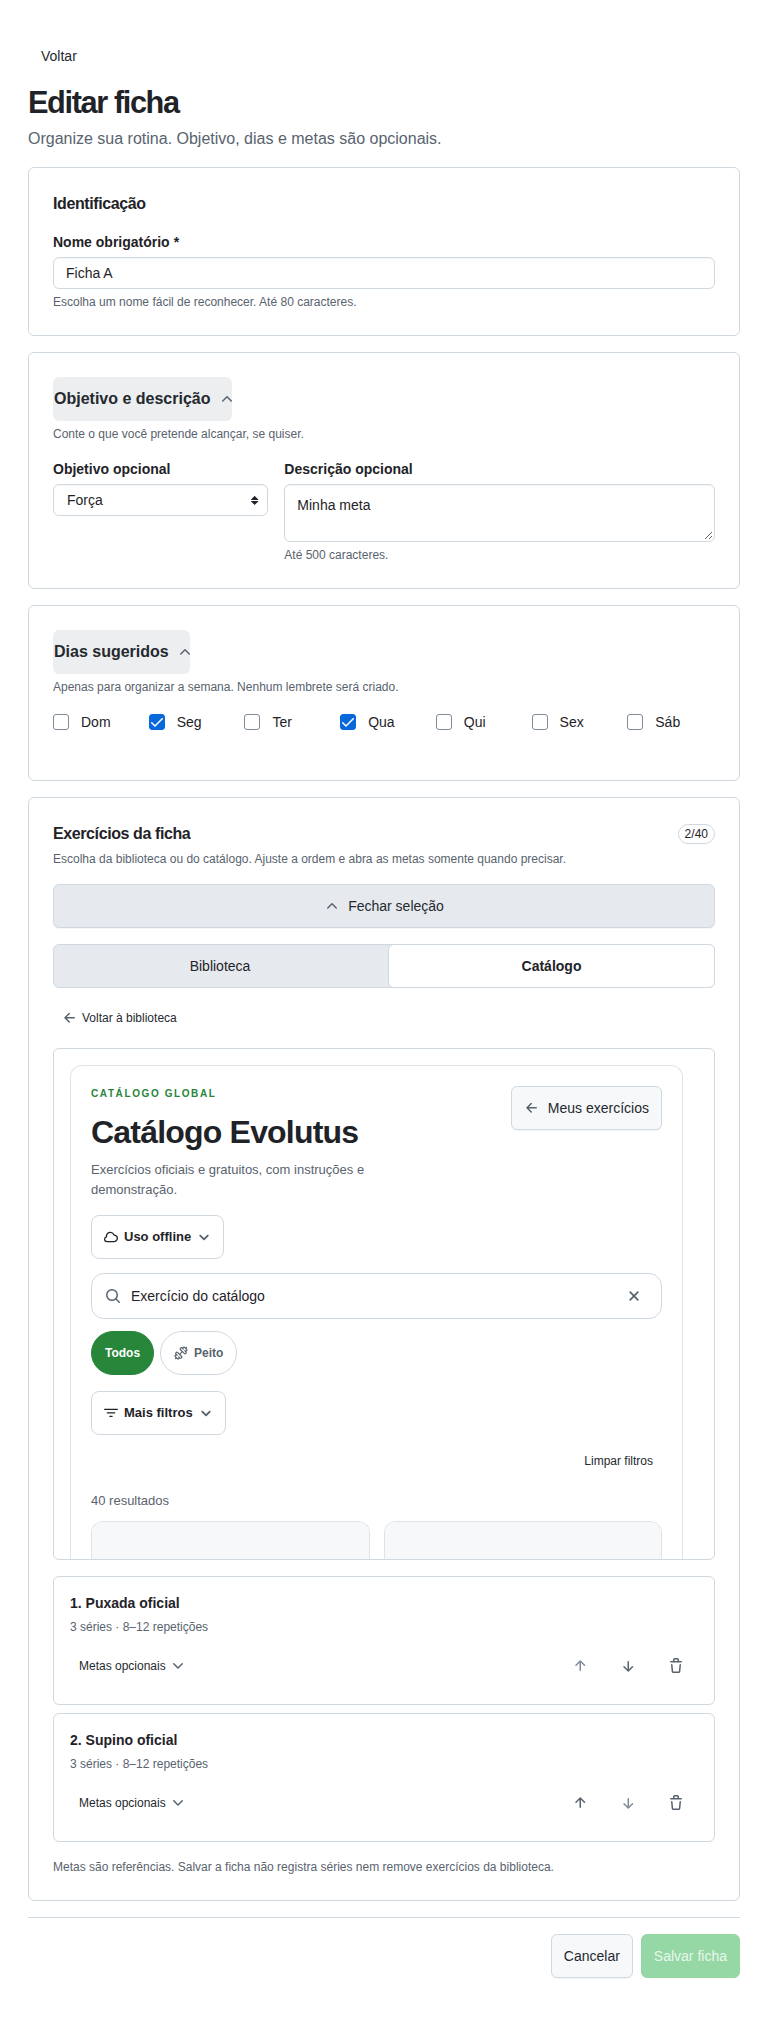 Voltar
Editar ficha
Organize sua rotina. Objetivo, dias e metas são opcionais.
Identificação
Nome obrigatório *
Ficha A
Escolha um nome fácil de reconhecer. Até 80 caracteres.
Objetivo e descrição
Conte o que você pretende alcançar, se quiser.
Objetivo opcional
Descrição opcional
Força
Minha meta
Até 500 caracteres.
Dias sugeridos
Apenas para organizar a semana. Nenhum lembrete será criado.
Dom Seg Ter Qua Qui Sex Sáb
Exercícios da ficha 2/40
Escolha da biblioteca ou do catálogo. Ajuste a ordem e abra as metas somente quando precisar.
Fechar seleção
Biblioteca Catálogo
Voltar à biblioteca
CATÁLOGO GLOBAL
Meus exercícios
Catálogo Evolutus
Exercícios oficiais e gratuitos, com instruções e
demonstração.
Uso offline
Exercício do catálogo
Todos Peito
Mais filtros
Limpar filtros
40 resultados
1. Puxada oficial
3 séries · 8–12 repetições
Metas opcionais
2. Supino oficial
3 séries · 8–12 repetições
Metas opcionais
Metas são referências. Salvar a ficha não registra séries nem remove exercícios da biblioteca.
Cancelar Salvar ficha